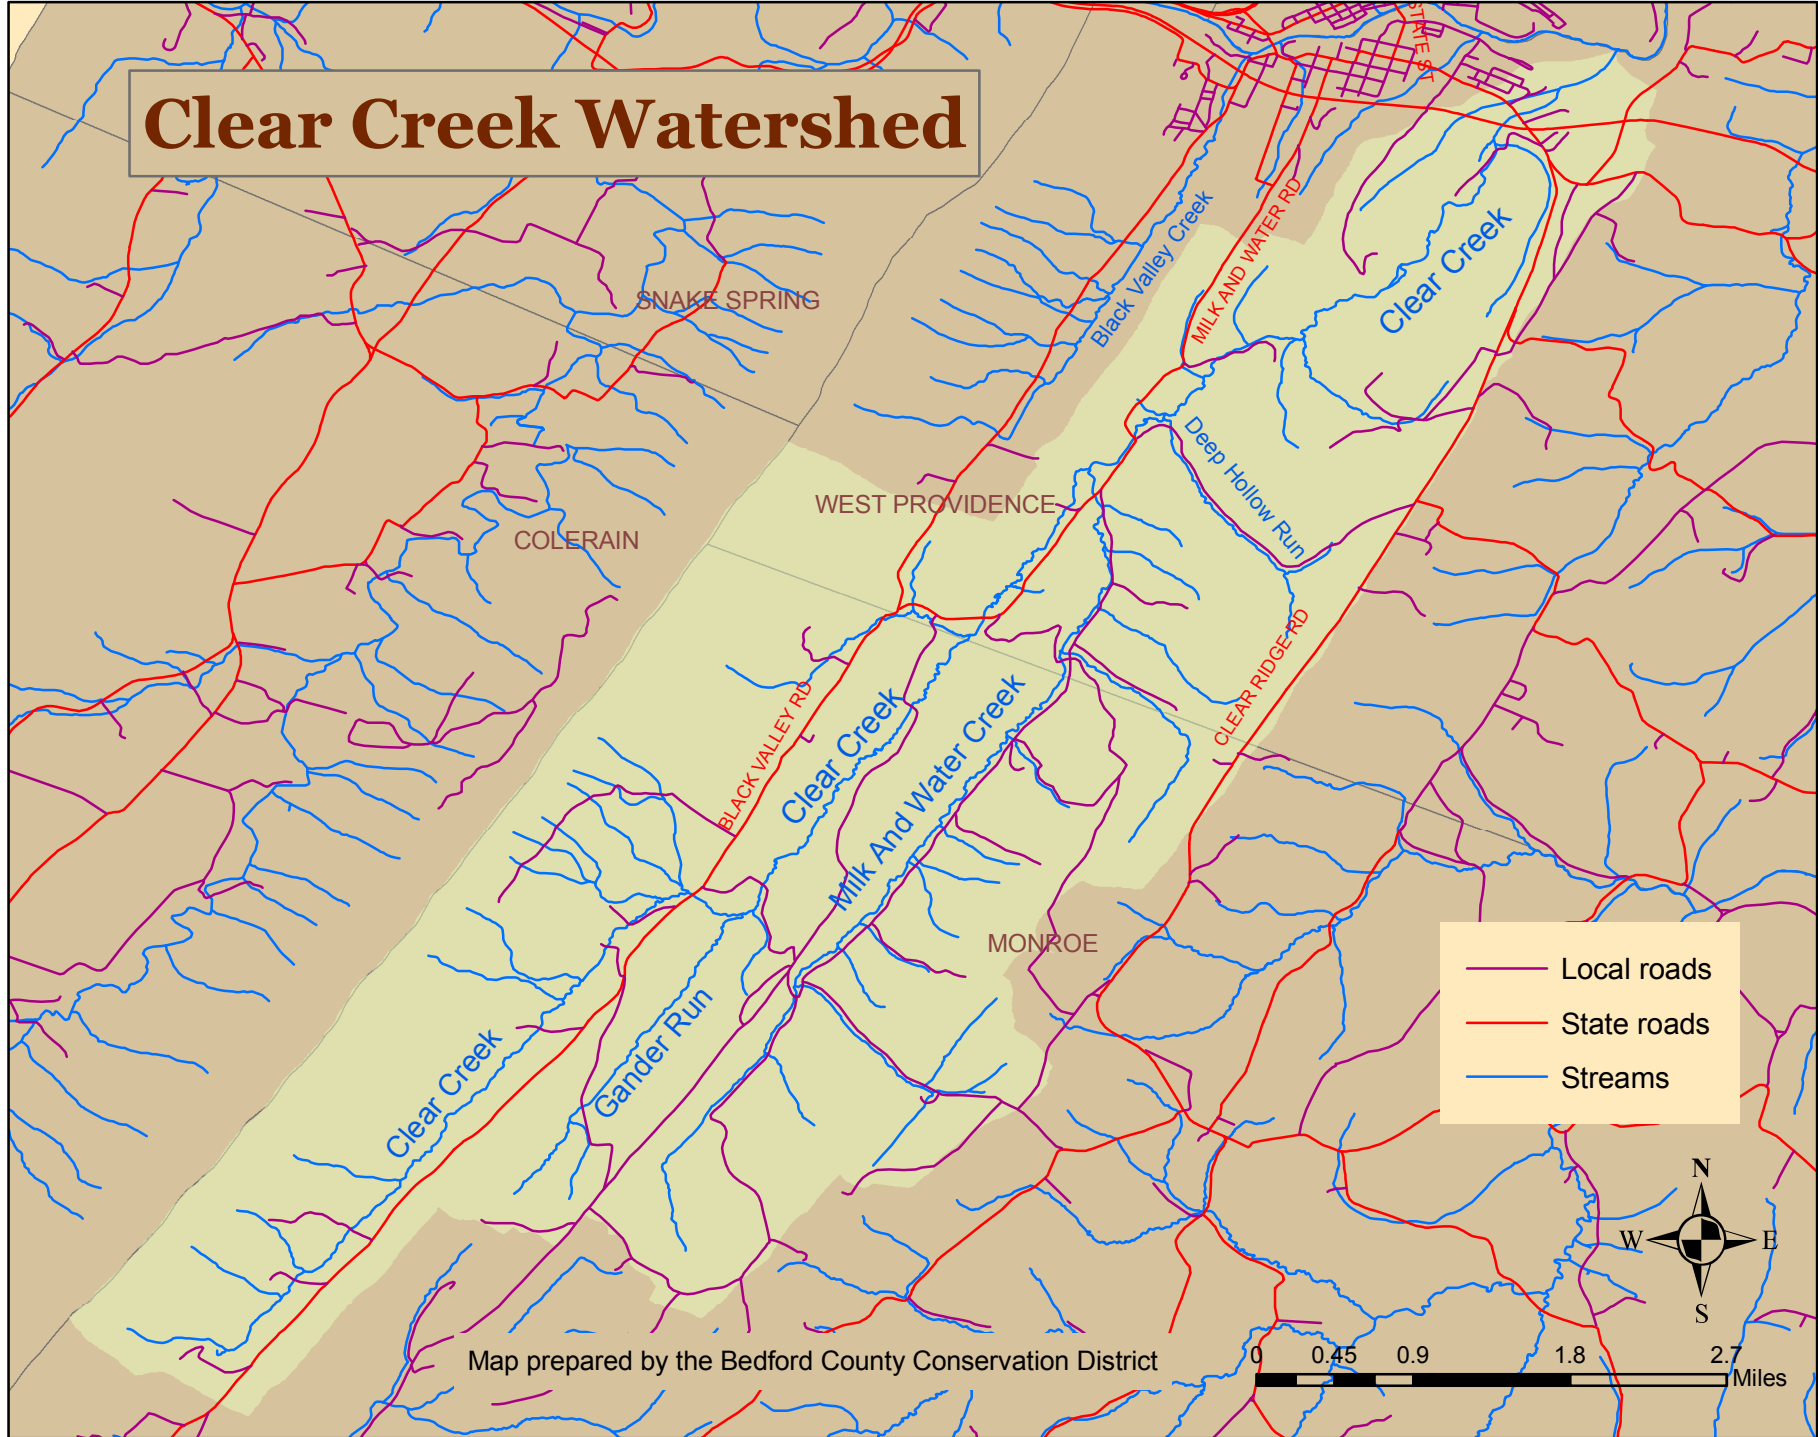 STATE ST
Clear Creek Watershed
MILK AND WATER RD
Black Valley Creek
Clear Creek
SNAKE SPRING
Deep Hollow Run
WEST PROVIDENCE
COLERAIN
CLEAR RIDGE RD
BLACK VALLEY RD
Clear Creek
Milk And Water Creek
MONROE
Gander Run
Clear Creek
Local roads
State roads
Streams
N
W E
S
Map prepared by the Bedford County Conservation District
0 0.45 0.9 1.8 2.7
Miles